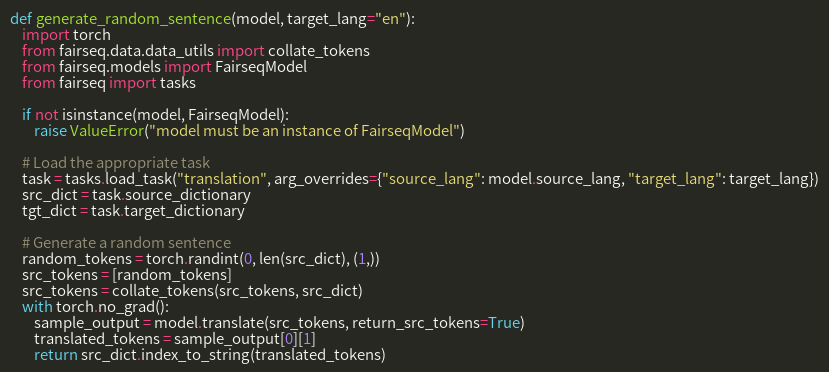 def generate_random_sentence(model, target_lang="en"):
import torch
from fairseq.data.data_utils import collate_tokens
from fairseq.models import FairseqModel
from fairseq import tasks
if not isinstance(model, FairseqModel):
raise ValueError("model must be an instance of FairseqModel")
# Load the appropriate task
task = tasks.load_task("translation", arg_overrides={"source_lang": model.source_lang, "target_lang": target_lang})
src_dict = task.source_dictionary
tgt_dict = task.target_dictionary
# Generate a random sentence
random_tokens = torch.randint(0, len(src_dict), (1,))
src_tokens = [random_tokens]
src_tokens = collate_tokens(src_tokens, src_dict)
with torch.no_grad():
sample_output = model.translate(src_tokens, return_src_tokens=True)
translated_tokens = sample_output[0][1]
return src_dict.index_to_string(translated_tokens)